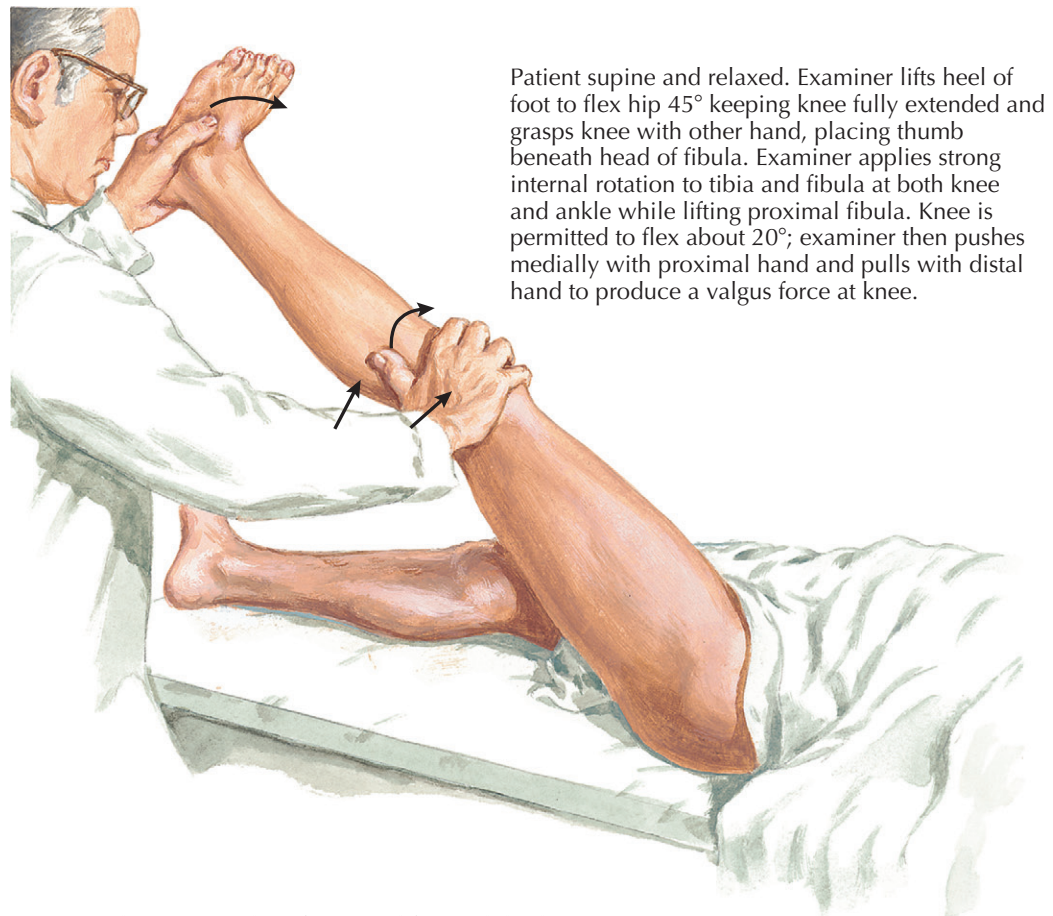 Patient supine and relaxed. Examiner lifts heel of
foot to flex hip 45° keeping knee fully extended and
grasps knee with other hand, placing thumb
beneath head of fibula. Examiner applies strong
internal rotation to tibia and fibula at both knee
and ankle while lifting proximal fibula. Knee is
permitted to flex about 20°; examiner then pushes
medially with proximal hand and pulls with distal
hand to produce a valgus force at knee.